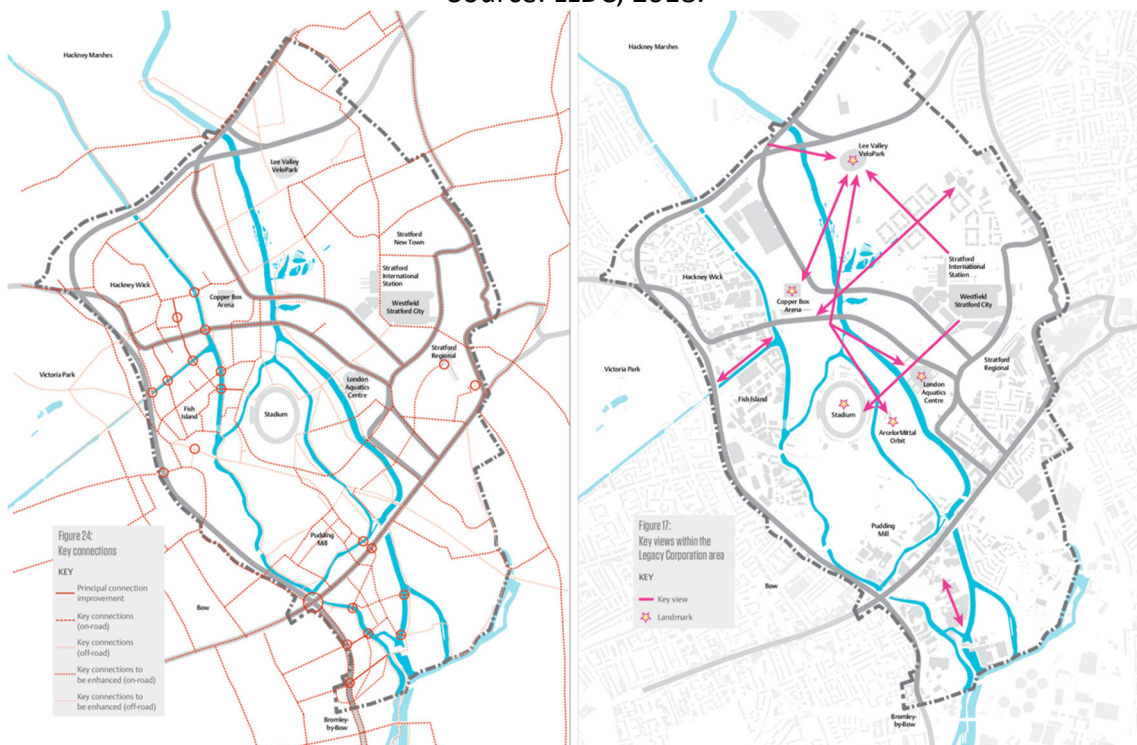 Source: LLDC, 2018.
Hackney Marshes
Lee Valley
VeloPark
Stratford
New Town
Stratford
International
Station
Hackney Wick
Copper Box
Arena
Westfield
Stratford City
Stratford
Regional
Victoria Park
London
Aquatics
Centre
Fish
Island
Stadium
Pudding
Mill
Bow
Bromley-
by-Bow
Figure 24:
Key connections
KEY
Principal connection
improvement
Key connections
(on-road)
Key connections
(off-road)
Key connections to
be enhanced (on-road)
Key connections to
be enhanced (off-road)
Hackney Marshes
Lee Valley
VeloPark
Stratford
International
Station
Hackney Wick
Copper Box
Arena
Westfield
Stratford City
Stratford
Regional
Victoria Park
London
Aquatics
Centre
Fish Island
Stadium
ArcelorMittal
Orbit
Pudding
Mill
Bow
Bromley-
by-Bow
Figure 17:
Key views within the
Legacy Corporation area
KEY
Key view
Landmark